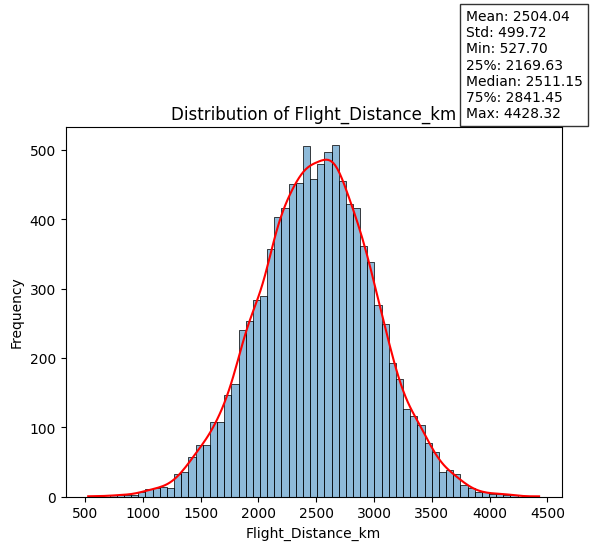 Mean: 2504.04
Std: 499.72
Min: 527.70
25%: 2169.63
Median: 2511.15
75%: 2841.45
Max: 4428.32
Distribution of Flight_Distance_km
Frequency
500
400
300
200
100
0
500 1000 1500 2000 2500 3000 3500 4000 4500
Flight_Distance_km